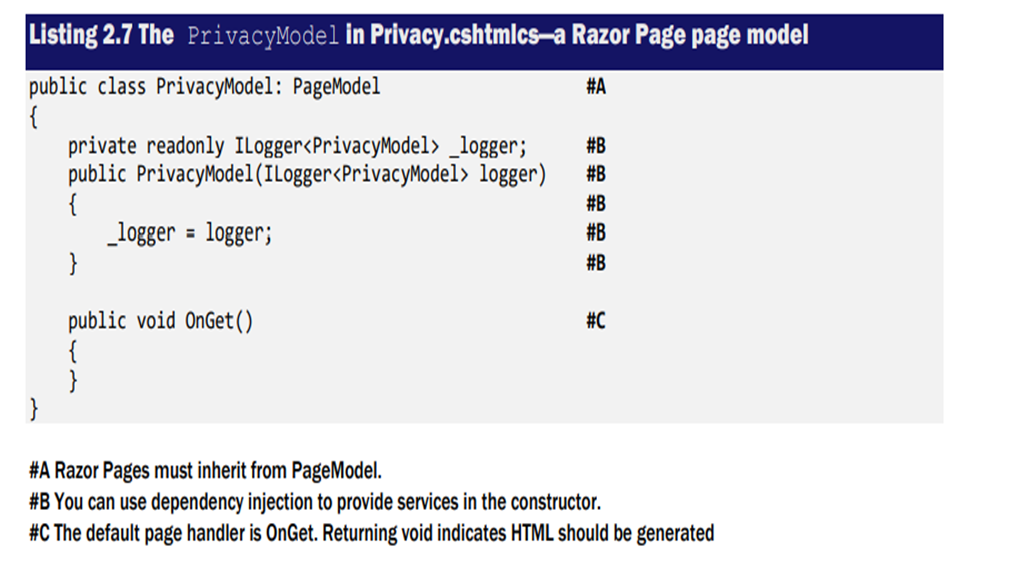 Listing 2.7 The PrivacyModel in Privacy.cshtmlcs—a Razor Page page model
public class PrivacyModel: PageModel #A
{
private readonly ILogger<PrivacyModel> _logger; #B
public PrivacyModel(ILogger<PrivacyModel> logger) #B
{ #B
_logger = logger; #B
} #B
public void OnGet() #C
{
}
}
#A Razor Pages must inherit from PageModel.
#B You can use dependency injection to provide services in the constructor.
#C The default page handler is OnGet. Returning void indicates HTML should be generated